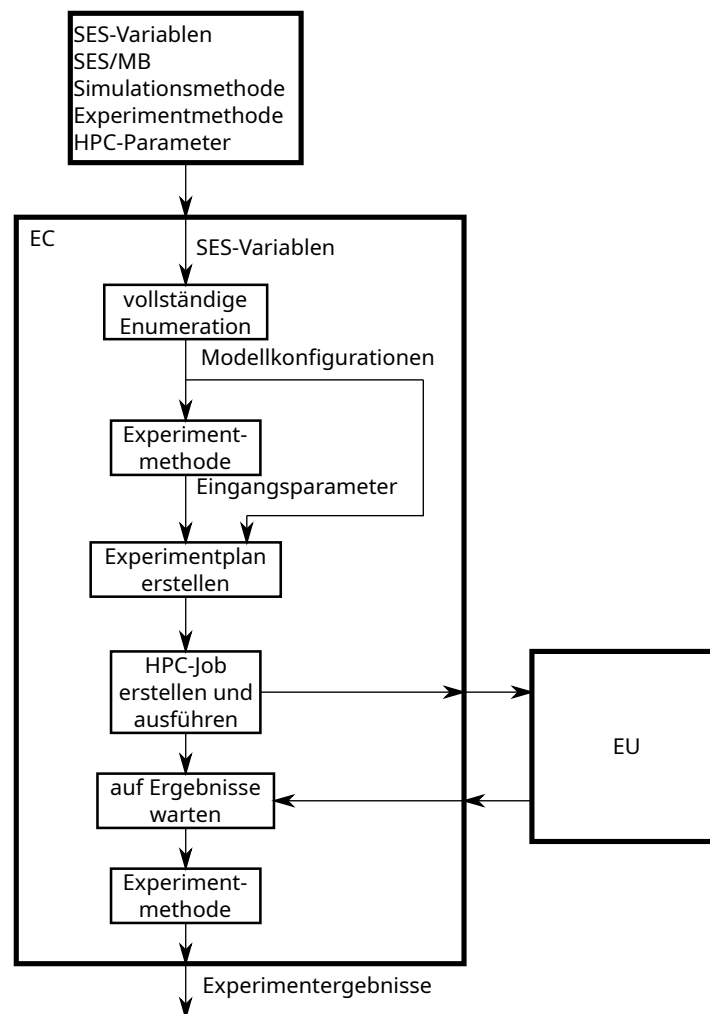 SES-Variablen
SES/MB
Simulationsmethode
Experimentmethode
HPC-Parameter
EC
SES-Variablen
vollständige
Enumeration
Modellkonfigurationen
Experiment-
methode
Eingangsparameter
Experimentplan
erstellen
HPC-Job
erstellen und
ausführen
EU
auf Ergebnisse
warten
Experiment-
methode
Experimentergebnisse